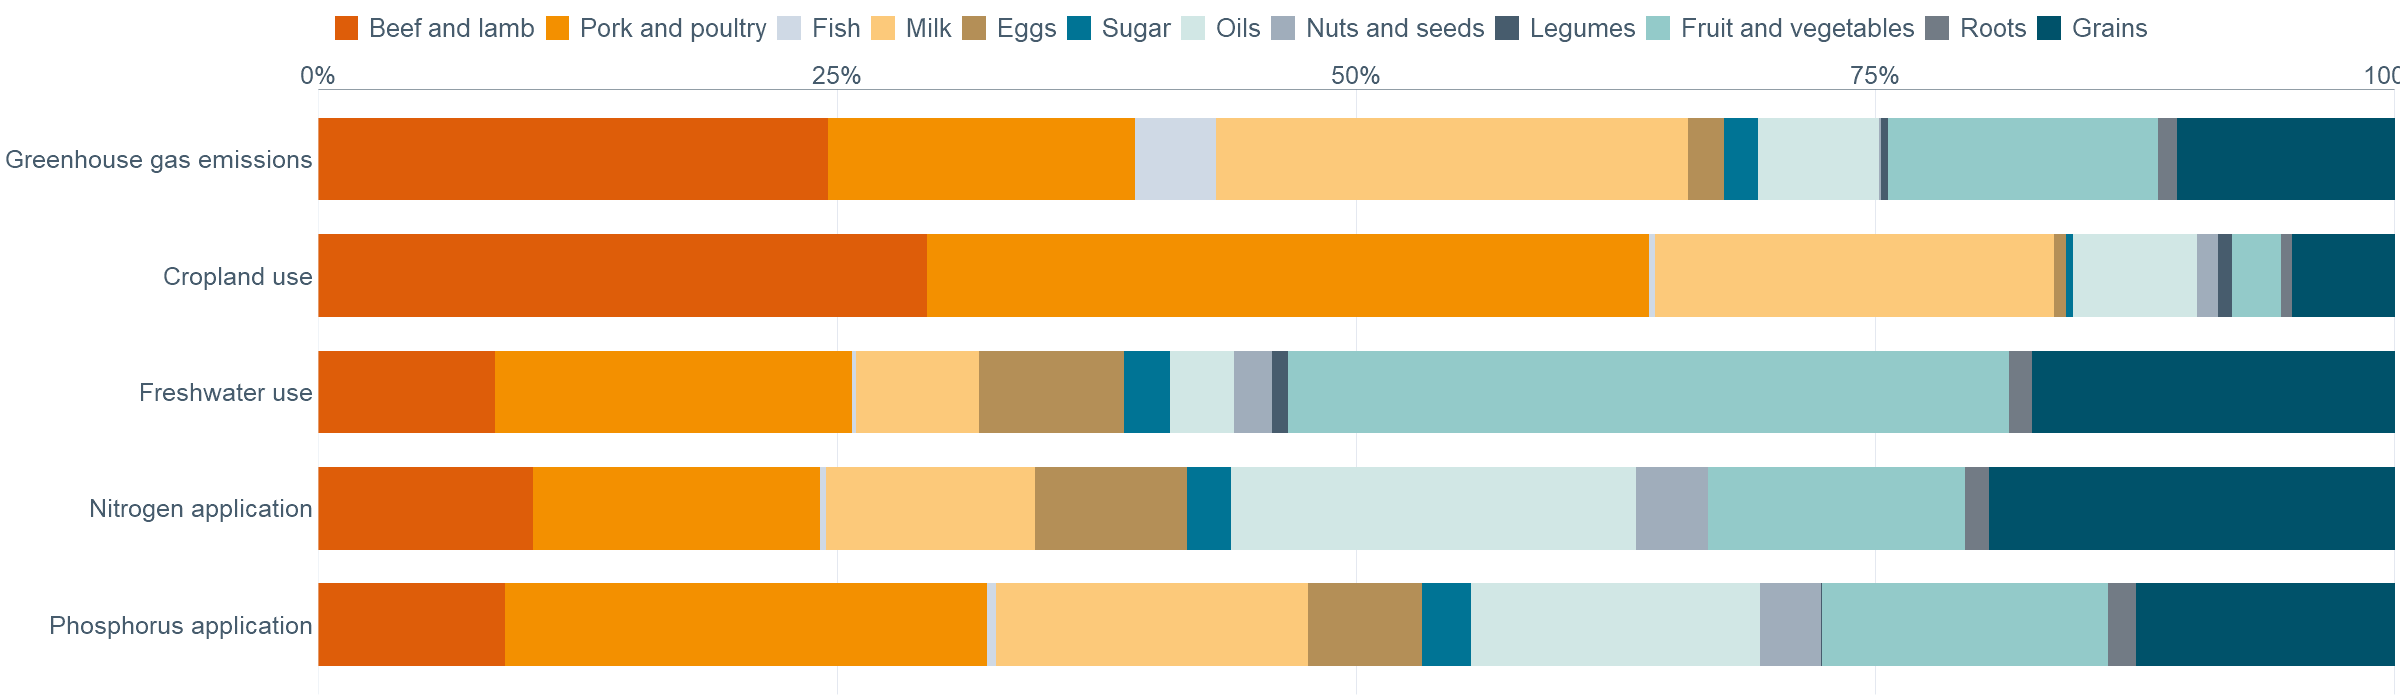 Beef and lamb Pork and poultry Fish Milk Eggs Sugar Oils Nuts and seeds Legumes Fruit and vegetables Roots Grains
0% 25% 50% 75% 100
Greenhouse gas emissions
Cropland use
Freshwater use
Nitrogen application
Phosphorus application